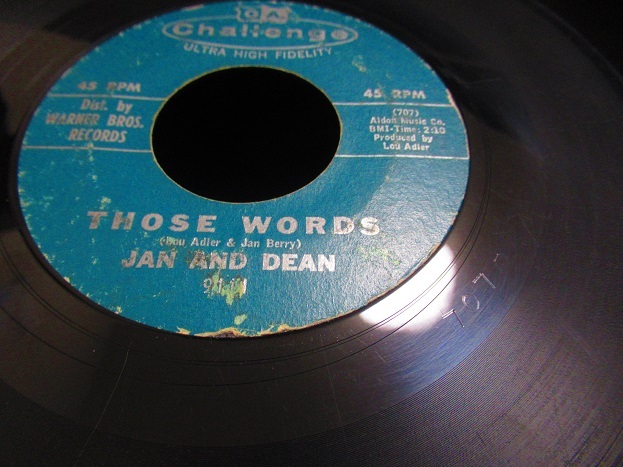 Challenge
ULTRA HIGH FIDELITY
45 RPM
45 RPM
Dist. by
WARNER BROS.
RECORDS
(707)
Aldon Music Co.
BMI-Time: 2:10
Produced by
Lou Adler
THOSE WORDS
(Lou Adler & Jan Berry)
JAN AND DEAN
707